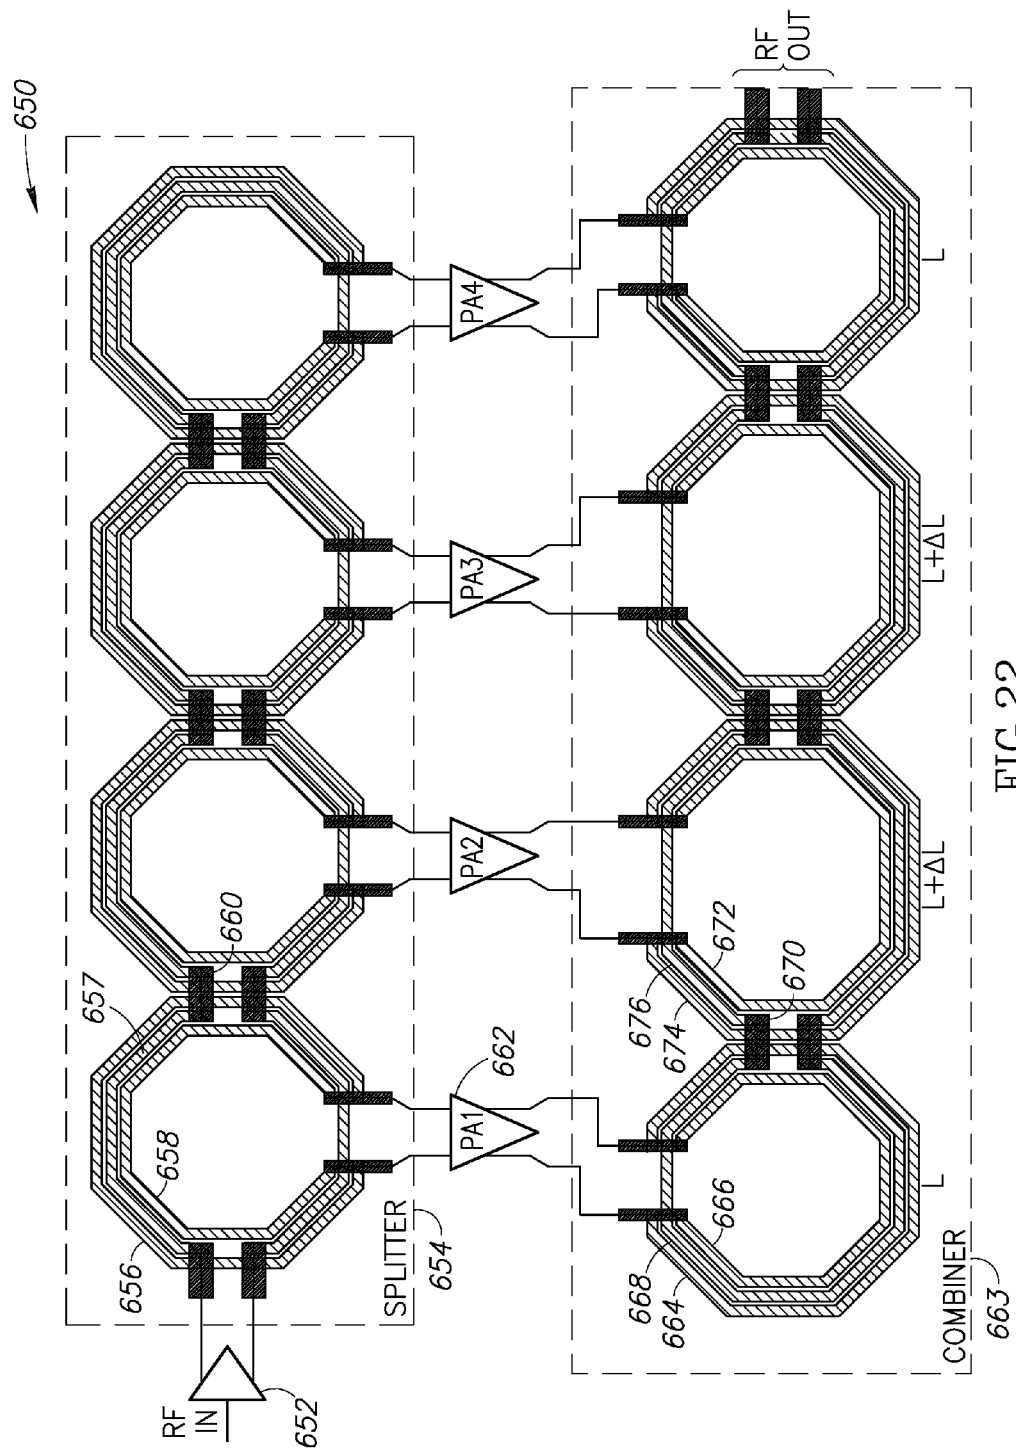 650
RF
IN
652
656
658
657
660
SPLITTER
654
PA1
PA2
PA3
PA4
662
668
664
666
676
674
672
670
L
L+ΔL
L+ΔL
L
RF
OUT
COMBINER
663
FIG.22